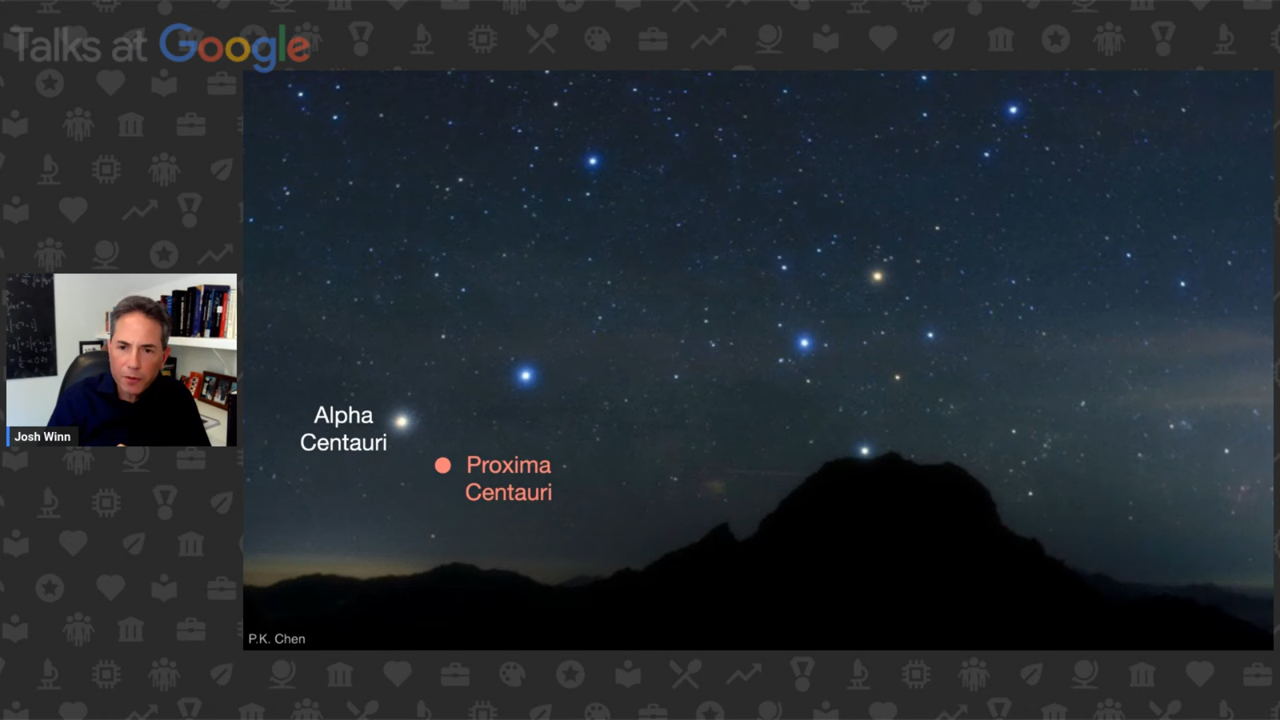 Talks at Google
Alpha
Centauri
Proxima
Centauri
Josh Winn
P.K. Chen